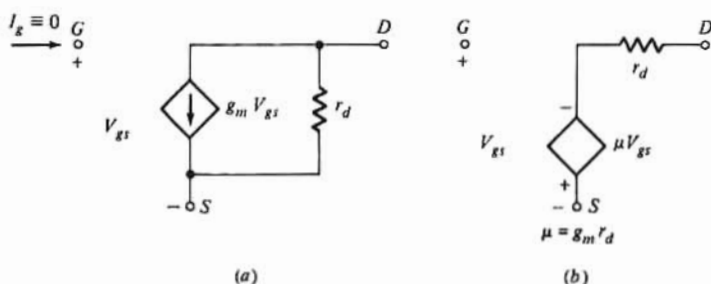 I_g ≡ 0
G
+
D
V_gs
g_m V_gs
r_d
− S
(a)
G
+
D
r_d
−
V_gs
μV_gs
+
− S
μ = g_m r_d
(b)